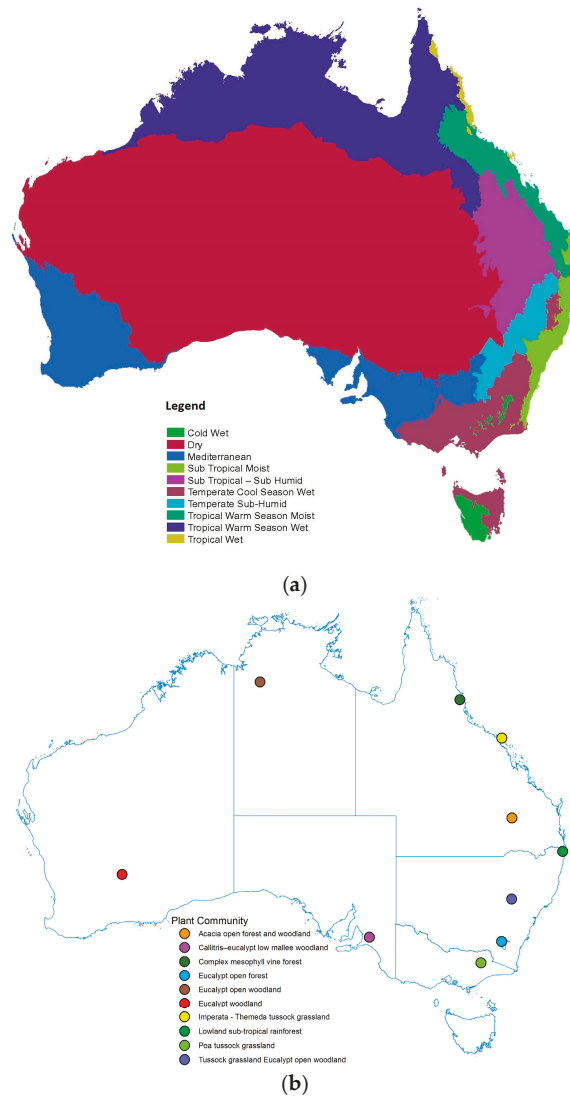 Legend
Cold Wet
Dry
Mediterranean
Sub Tropical Moist
Sub Tropical – Sub Humid
Temperate Cool Season Wet
Temperate Sub-Humid
Tropical Warm Season Moist
Tropical Warm Season Wet
Tropical Wet
(a)
Plant Community
Acacia open forest and woodland
Callitris–eucalypt low mallee woodland
Complex mesophyll vine forest
Eucalypt open forest
Eucalypt open woodland
Eucalypt woodland
Imperata - Themeda tussock grassland
Lowland sub-tropical rainforest
Poa tussock grassland
Tussock grassland Eucalypt open woodland
(b)